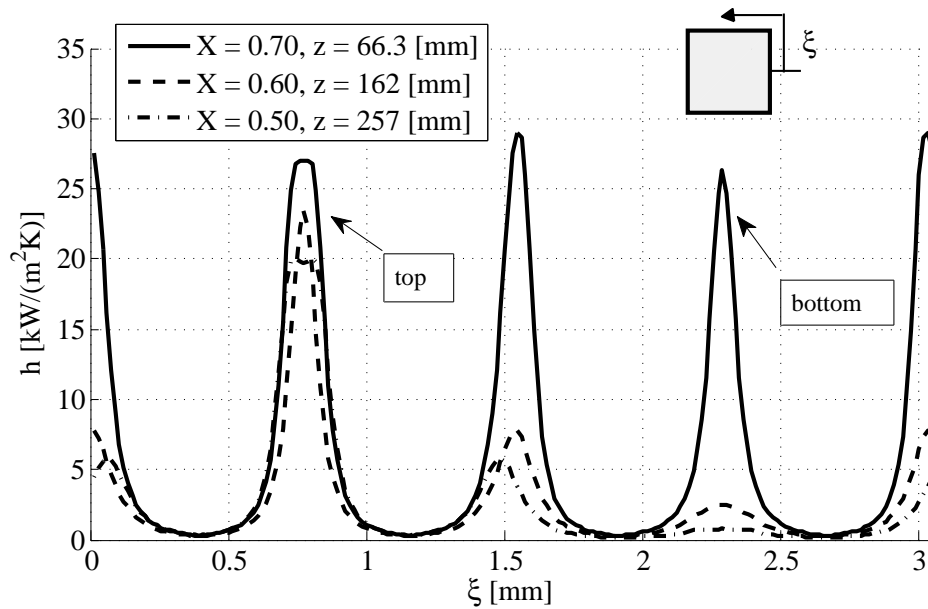 X = 0.70, z = 66.3 [mm]
X = 0.60, z = 162 [mm]
X = 0.50, z = 257 [mm]
ξ
h [kW/(m²K)]
35
30
25
20
15
10
5
0
top
bottom
0 0.5 1 1.5 2 2.5 3
ξ [mm]